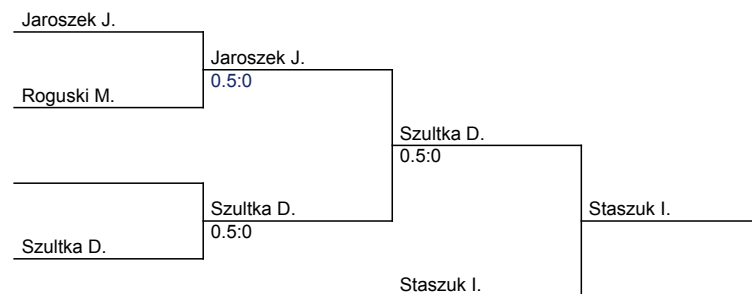 Jaroszek J.
Jaroszek J.
0.5:0
Roguski M.
Szultka D.
0.5:0
Szultka D.
0.5:0
Staszuk I.
Szultka D.
Staszuk I.